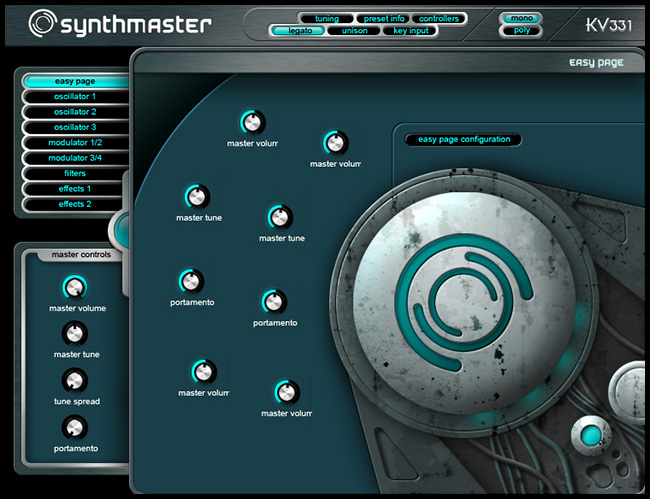 synthmaster
tuning preset info controllers
legato unison key input
mono
poly
KV331
EASY PAGE
easy page
oscillator 1
oscillator 2
oscillator 3
modulator 1/2
modulator 3/4
filters
effects 1
effects 2
master controls
master volume
master tune
tune spread
portamento
easy page configuration
master volum
master volum
master tune
master tune
portamento
portamento
master volum
master volum